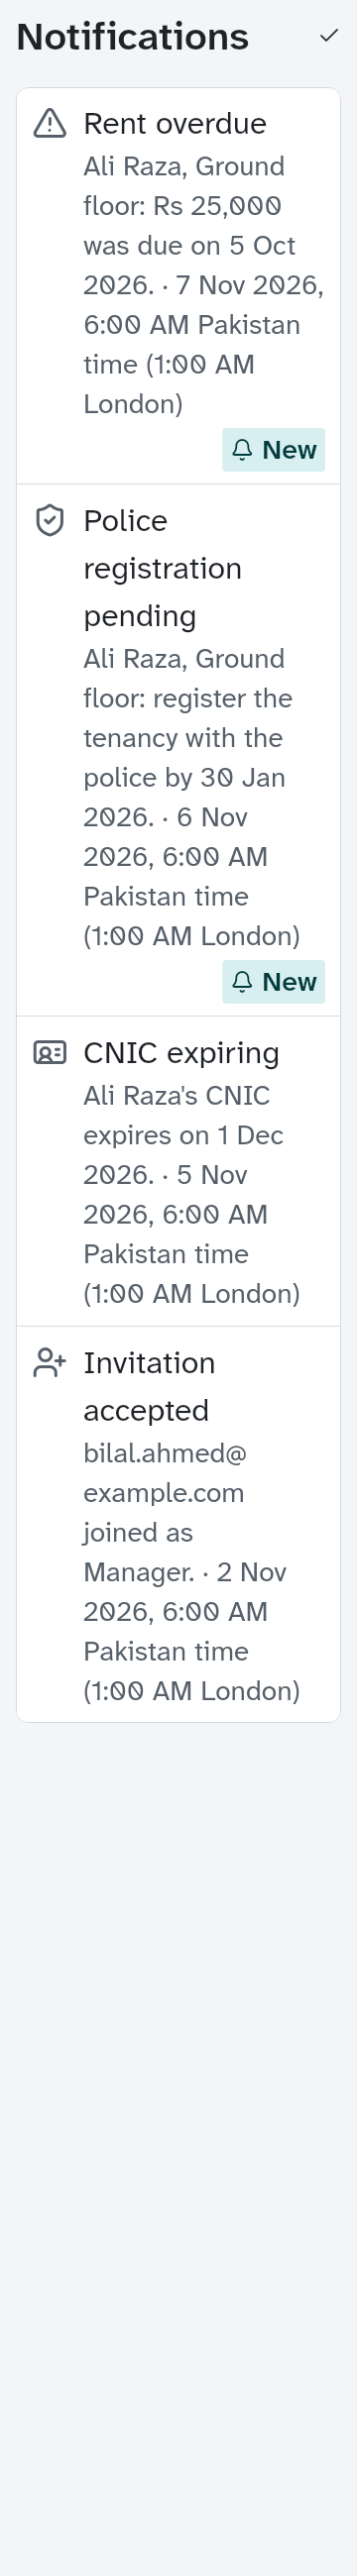 Notifications
Rent overdue
Ali Raza, Ground
floor: Rs 25,000
was due on 5 Oct
2026. · 7 Nov 2026,
6:00 AM Pakistan
time (1:00 AM
London)
New
Police
registration
pending
Ali Raza, Ground
floor: register the
tenancy with the
police by 30 Jan
2026. · 6 Nov
2026, 6:00 AM
Pakistan time
(1:00 AM London)
New
CNIC expiring
Ali Raza's CNIC
expires on 1 Dec
2026. · 5 Nov
2026, 6:00 AM
Pakistan time
(1:00 AM London)
Invitation
accepted
bilal.ahmed@
example.com
joined as
Manager. · 2 Nov
2026, 6:00 AM
Pakistan time
(1:00 AM London)